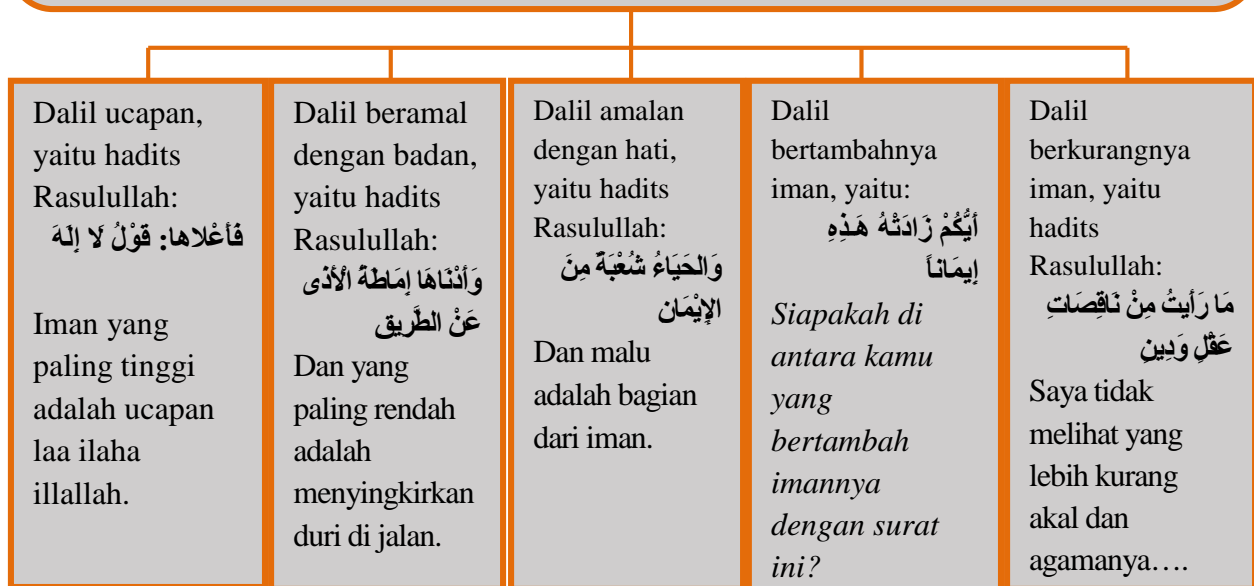 Dalil ucapan,
yaitu hadits
Rasulullah:
فَأَعْلاها: قَوْلُ لَا إِلَهَ
Iman yang
paling tinggi
adalah ucapan
laa ilaha
illallah.
Dalil beramal
dengan badan,
yaitu hadits
Rasulullah:
وَأَدْنَاهَا إِمَاطَةُ الْأَذَى
عَنْ الطَّرِيق
Dan yang
paling rendah
adalah
menyingkirkan
duri di jalan.
Dalil amalan
dengan hati,
yaitu hadits
Rasulullah:
وَالحَيَاءُ شُعْبَةٌ مِنَ
الإِيْمَان
Dan malu
adalah bagian
dari iman.
Dalil
bertambahnya
iman, yaitu:
أَيُّكُمْ زَادَتْهُ هَـذِهِ
إِيمَاناً
Siapakah di
antara kamu
yang
bertambah
imannya
dengan surat
ini?
Dalil
berkurangnya
iman, yaitu
hadits
Rasulullah:
مَا رَأَيتُ مِنْ نَاقِصَاتِ
عَقْلٍ وَدِينٍ
Saya tidak
melihat yang
lebih kurang
akal dan
agamanya….